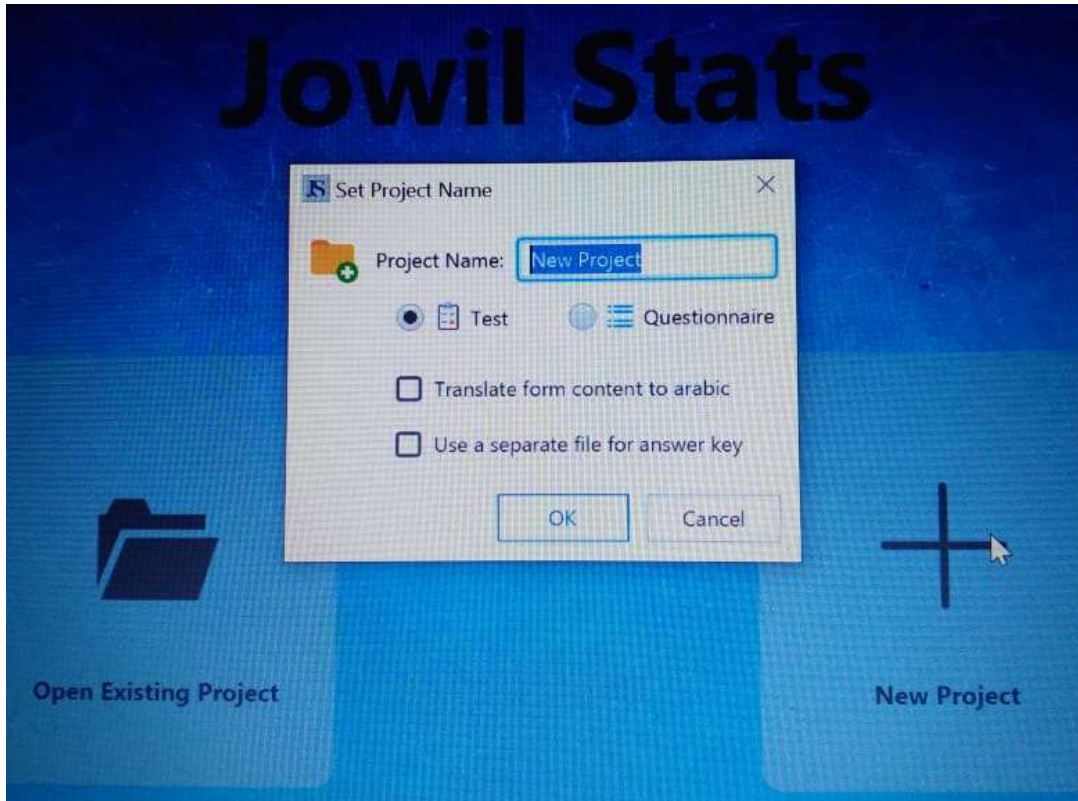 Jowil Stats
JS Set Project Name
Project Name: New Project
Test Questionnaire
Translate form content to arabic
Use a separate file for answer key
OK Cancel
Open Existing Project New Project